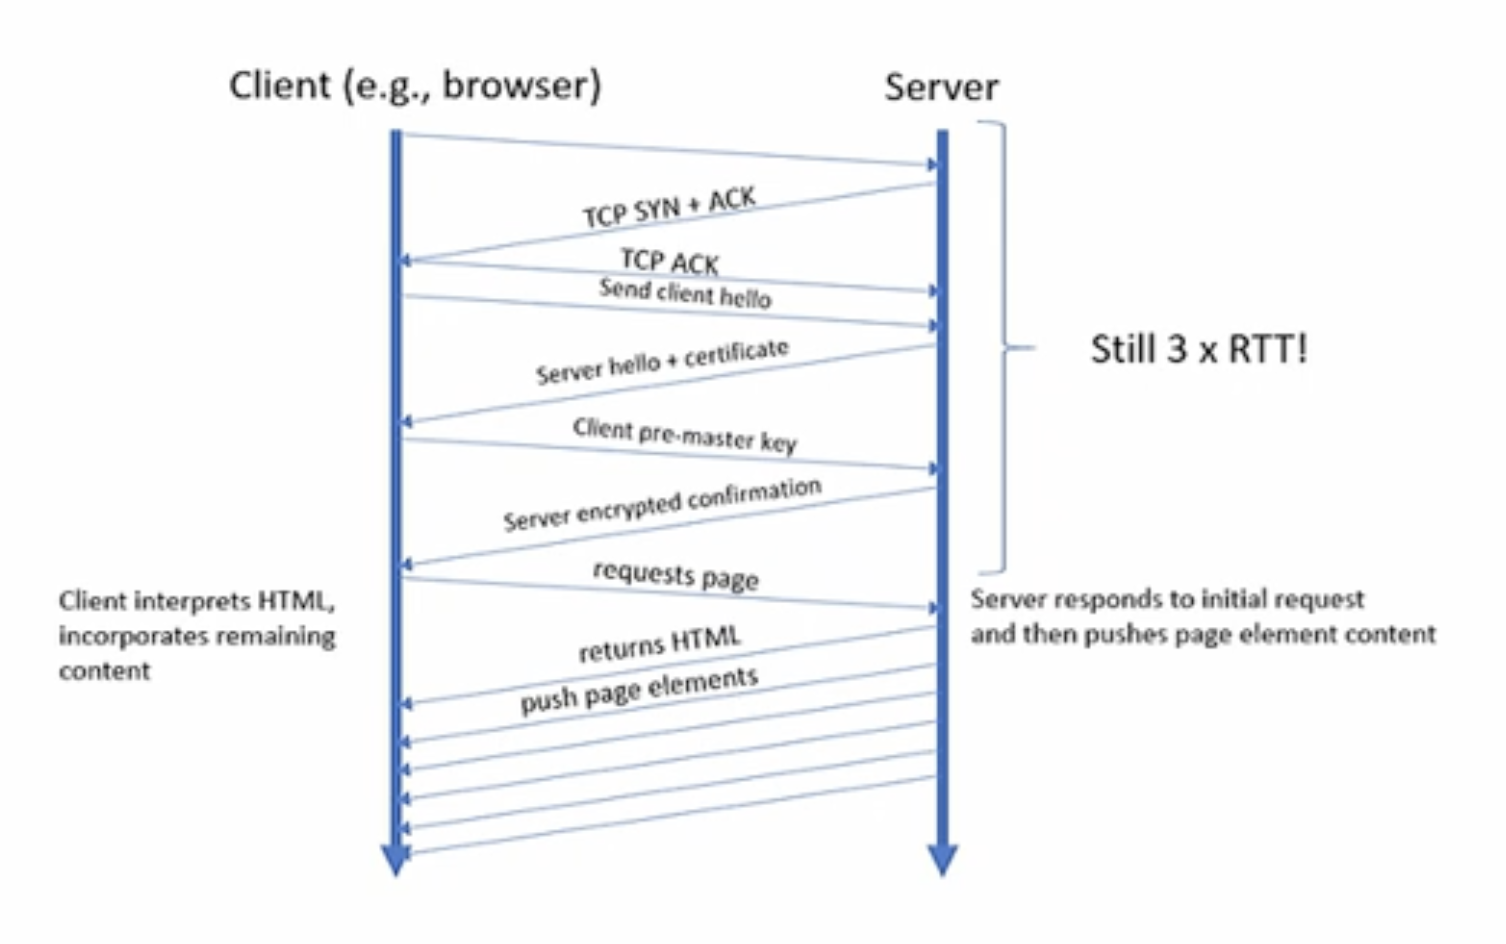 Client (e.g., browser)
Server
TCP SYN + ACK
TCP ACK
Send client hello
Server hello + certificate
Still 3 x RTT!
Client pre-master key
Server encrypted confirmation
requests page
Client interprets HTML,
incorporates remaining
content
Server responds to initial request
and then pushes page element content
returns HTML
push page elements